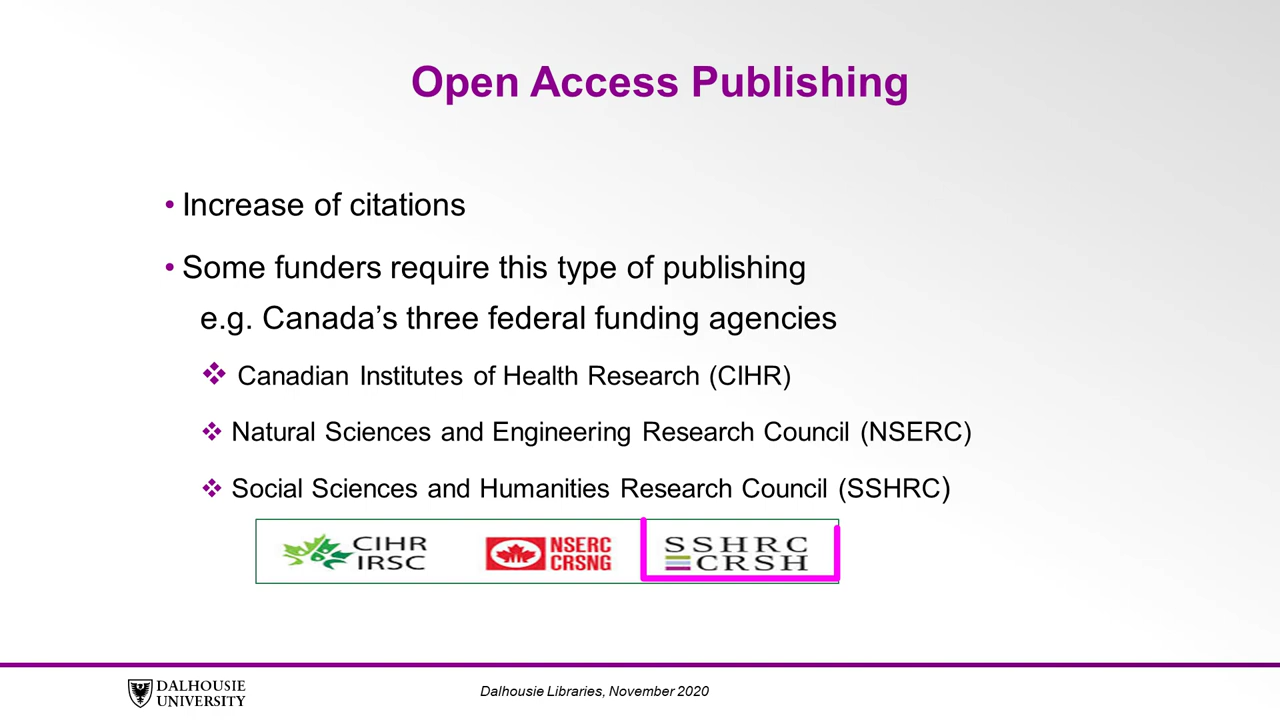 Open Access Publishing
• Increase of citations
• Some funders require this type of publishing
e.g. Canada’s three federal funding agencies
❖ Canadian Institutes of Health Research (CIHR)
❖ Natural Sciences and Engineering Research Council (NSERC)
❖ Social Sciences and Humanities Research Council (SSHRC)
CIHR IRSC
NSERC CRSNG
SSHRC CRSH
DALHOUSIE UNIVERSITY
Dalhousie Libraries, November 2020